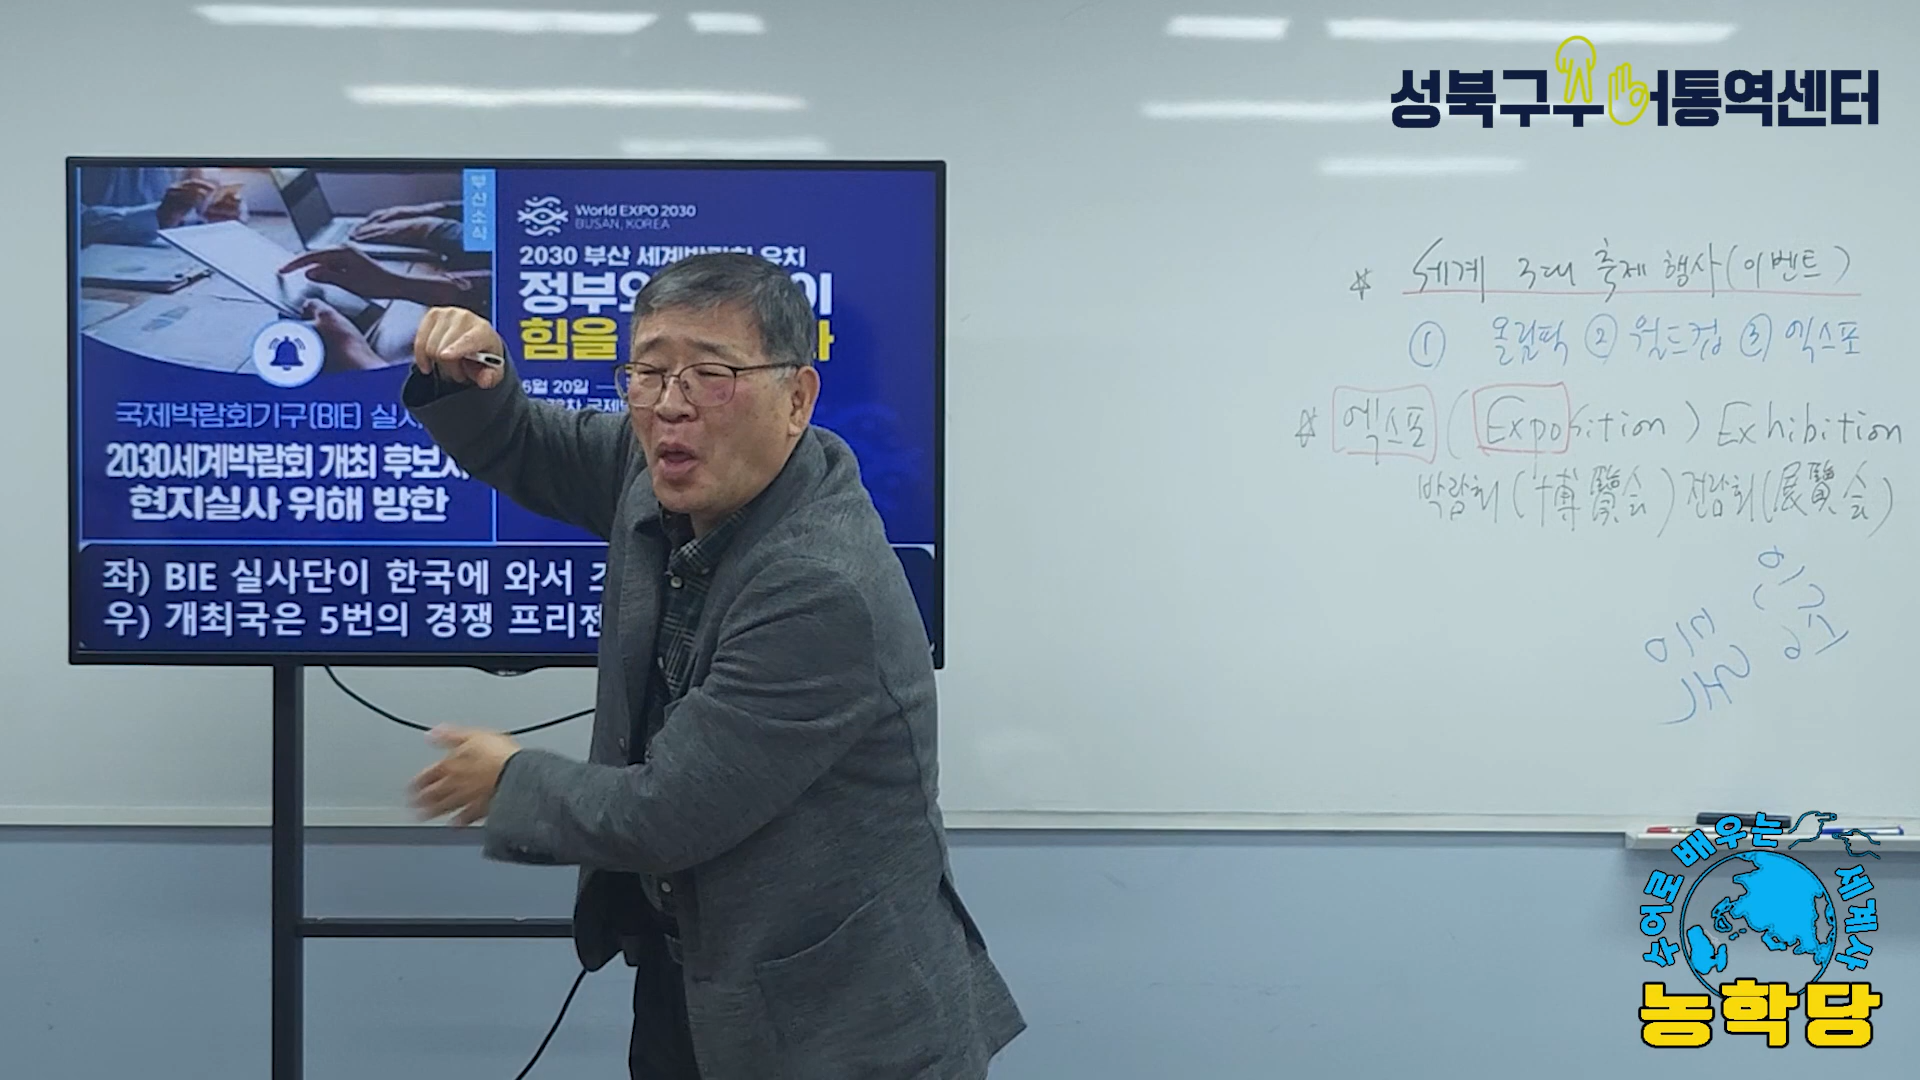 성북구수어통역센터
부산소식
World EXPO 2030
BUSAN, KOREA
2030 부산 세계박람회 유치
정부와
힘을
6월 20일
국제박람회기구(BIE) 실사
2030세계박람회 개최 후보지
현지실사 위해 방한
좌) BIE 실사단이 한국에 와서
우) 개최국은 5번의 경쟁 프리젠
☆ 세계 3대 축제 행사(이벤트)
① 올림픽 ② 월드컵 ③ 엑스포
☆ 엑스포 (Exposition) Exhibition
박람회(博覽会) 전람회(展覽会)
수어로 배우는 세계사
농학당